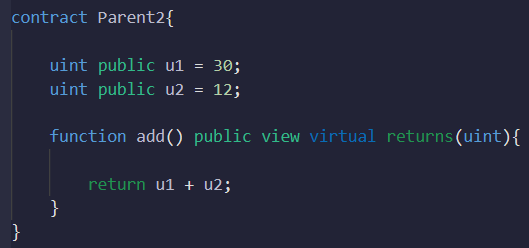 contract Parent2{
uint public u1 = 30;
uint public u2 = 12;
function add() public view virtual returns(uint){
return u1 + u2;
}
}